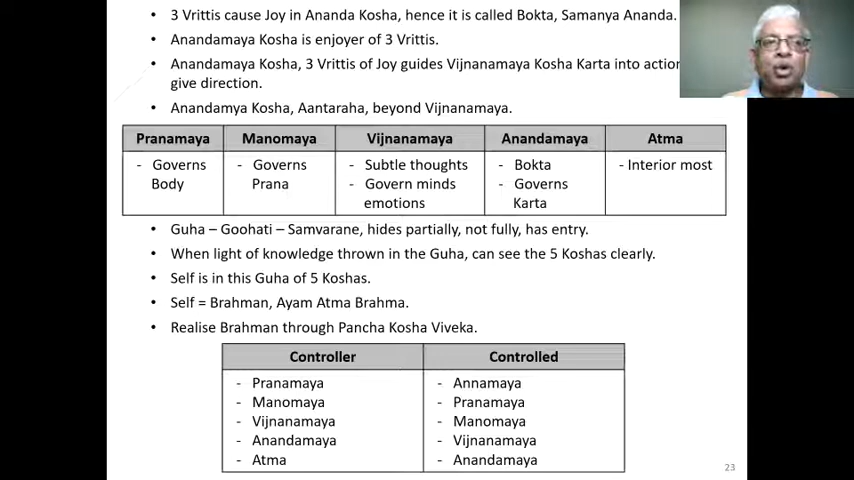 • 3 Vrittis cause Joy in Ananda Kosha, hence it is called Bokta, Samanya Ananda.
• Anandamaya Kosha is enjoyer of 3 Vrittis.
• Anandamaya Kosha, 3 Vrittis of Joy guides Vijnanamaya Kosha Karta into action
give direction.
• Anandamya Kosha, Aantaraha, beyond Vijnanamaya.
Pranamaya Manomaya Vijnanamaya Anandamaya Atma
- Governs - Governs - Subtle thoughts - Bokta - Interior most
Body Prana - Govern minds - Governs
emotions Karta
• Guha – Goohati – Samvarane, hides partially, not fully, has entry.
• When light of knowledge thrown in the Guha, can see the 5 Koshas clearly.
• Self is in this Guha of 5 Koshas.
• Self = Brahman, Ayam Atma Brahma.
• Realise Brahman through Pancha Kosha Viveka.
Controller Controlled
- Pranamaya - Annamaya
- Manomaya - Pranamaya
- Vijnanamaya - Manomaya
- Anandamaya - Vijnanamaya
- Atma - Anandamaya
23